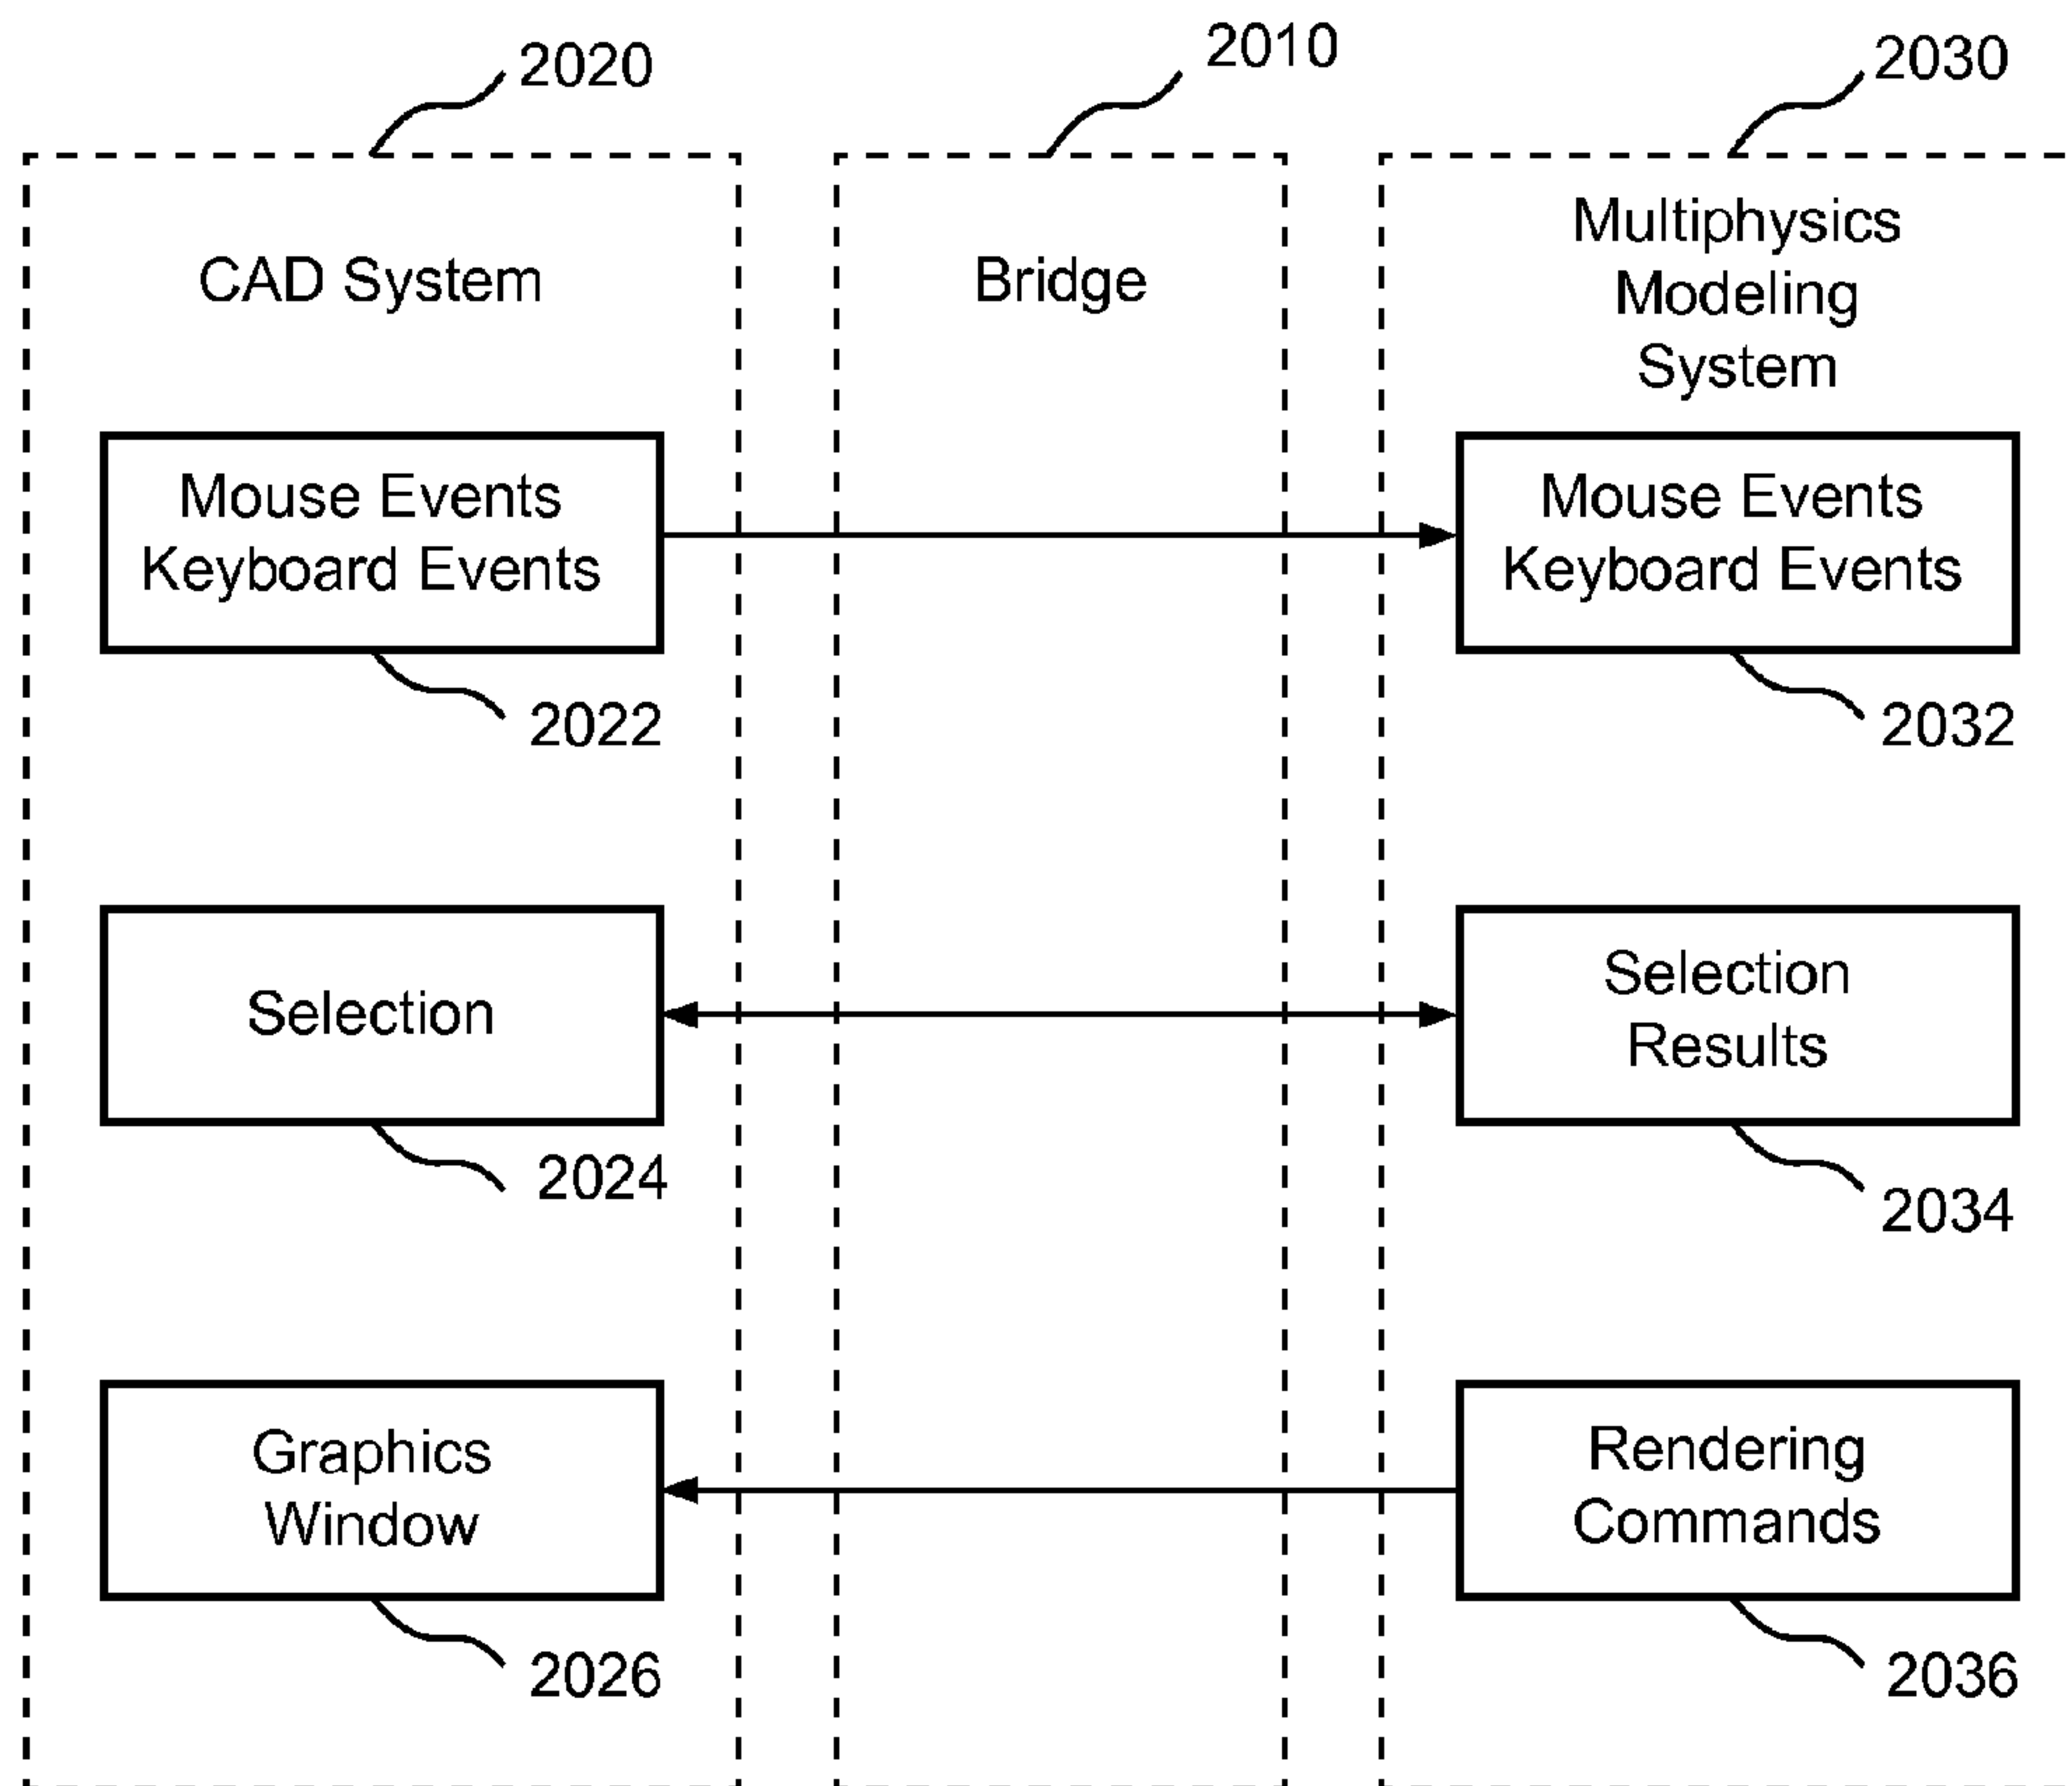 2020
2010
2030
CAD System
Bridge
Multiphysics
Modeling
System
Mouse Events
Keyboard Events
Mouse Events
Keyboard Events
2022
2032
Selection
Selection
Results
2024
2034
Graphics
Window
Rendering
Commands
2026
2036